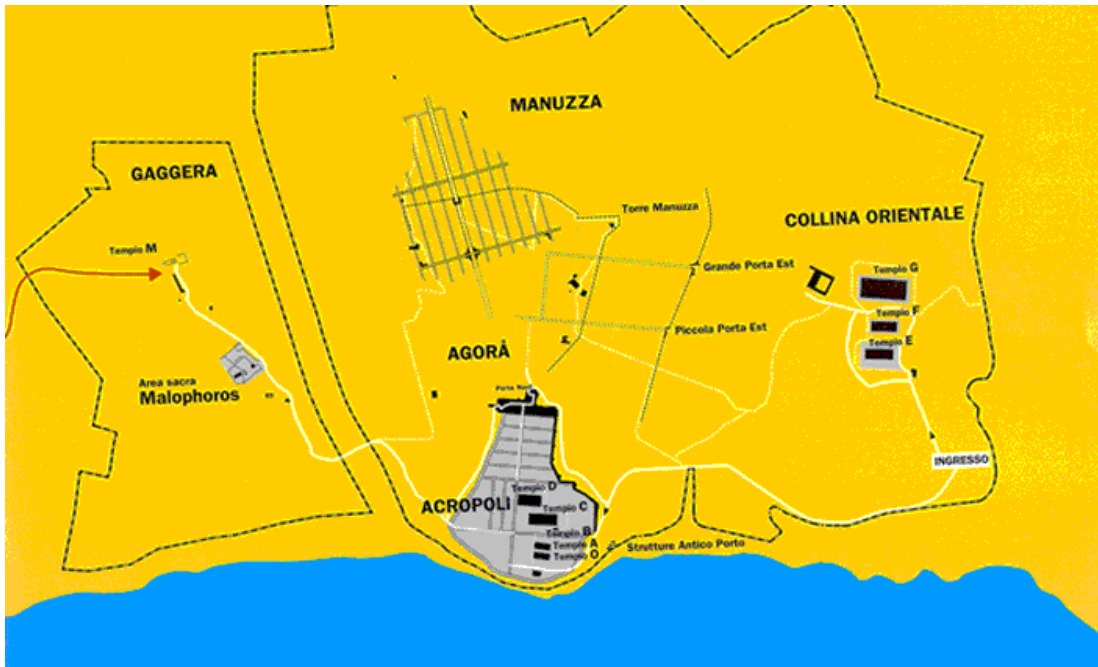 MANUZZA
GAGGERA
Torre Manuzza
COLLINA ORIENTALE
Tempio M
Grande Porta Est
Tempio G
Tempio F
Piccola Porta Est
Tempio E
AGORÀ
Area sacra
Malophoros
Porta Nord
INGRESSO
Tempio D
ACROPOLI
Tempio C
Tempio B
Tempio A
Strutture Antico Porto
Tempio O